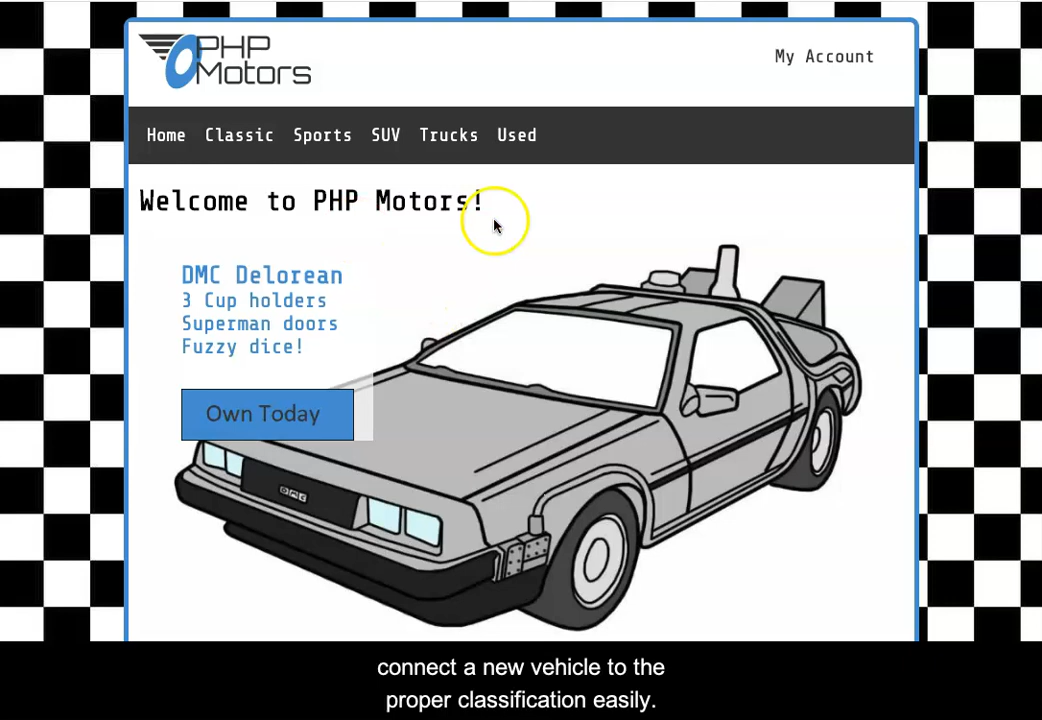 PHP
Motors
My Account
Home Classic Sports SUV Trucks Used
Welcome to PHP Motors!
DMC Delorean
3 Cup holders
Superman doors
Fuzzy dice!
Own Today
DMC
connect a new vehicle to the
proper classification easily.